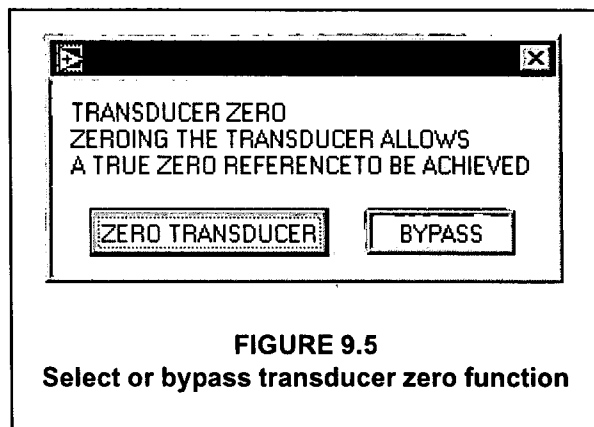 TRANSDUCER ZERO
ZEROING THE TRANSDUCER ALLOWS
A TRUE ZERO REFERENCETO BE ACHIEVED
ZERO TRANSDUCER BYPASS
FIGURE 9.5
Select or bypass transducer zero function